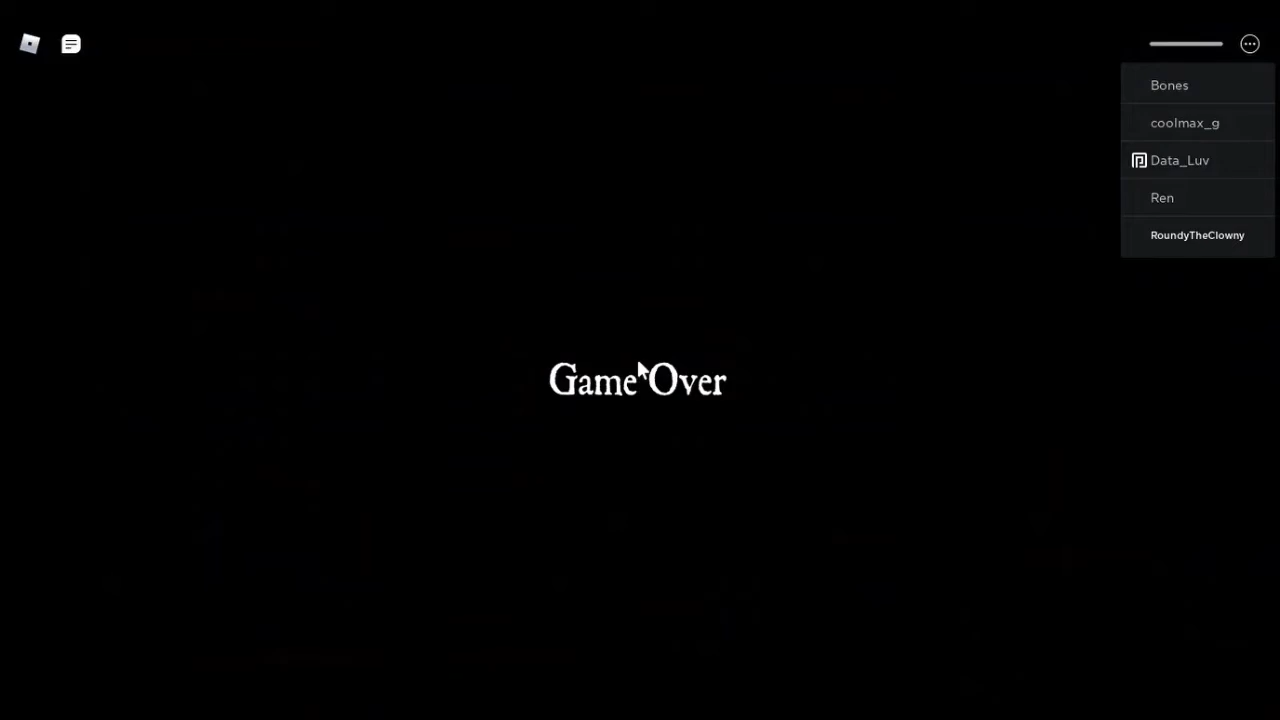 Bones
coolmax_g
Data_Luv
Ren
RoundyTheClowny
Game Over